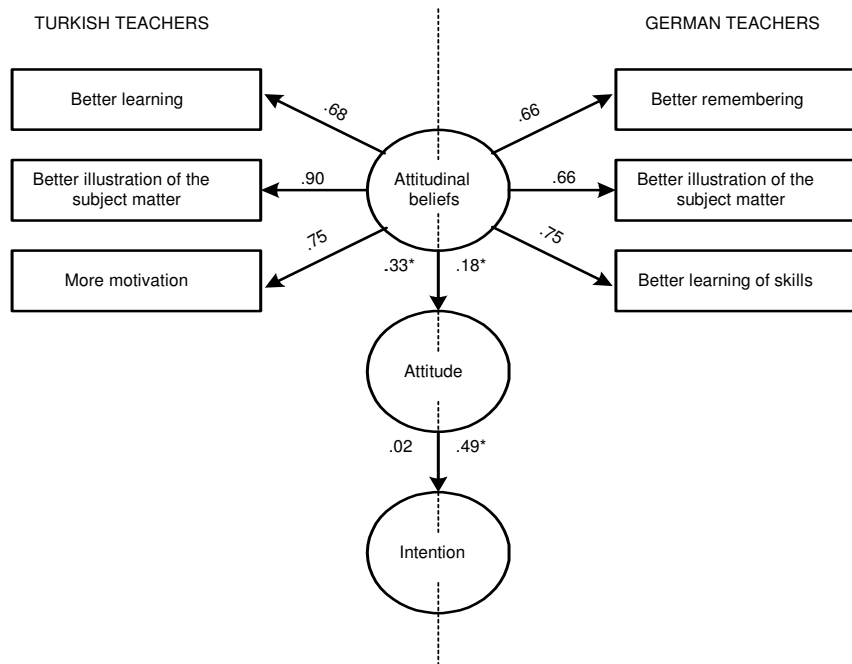 TURKISH TEACHERS
GERMAN TEACHERS
Better learning
.68
.66
Better remembering
Better illustration of the
subject matter
.90
Attitudinal
beliefs
.66
Better illustration of the
subject matter
More motivation
.75
.75
Better learning of skills
.33*
.18*
Attitude
.02
.49*
Intention